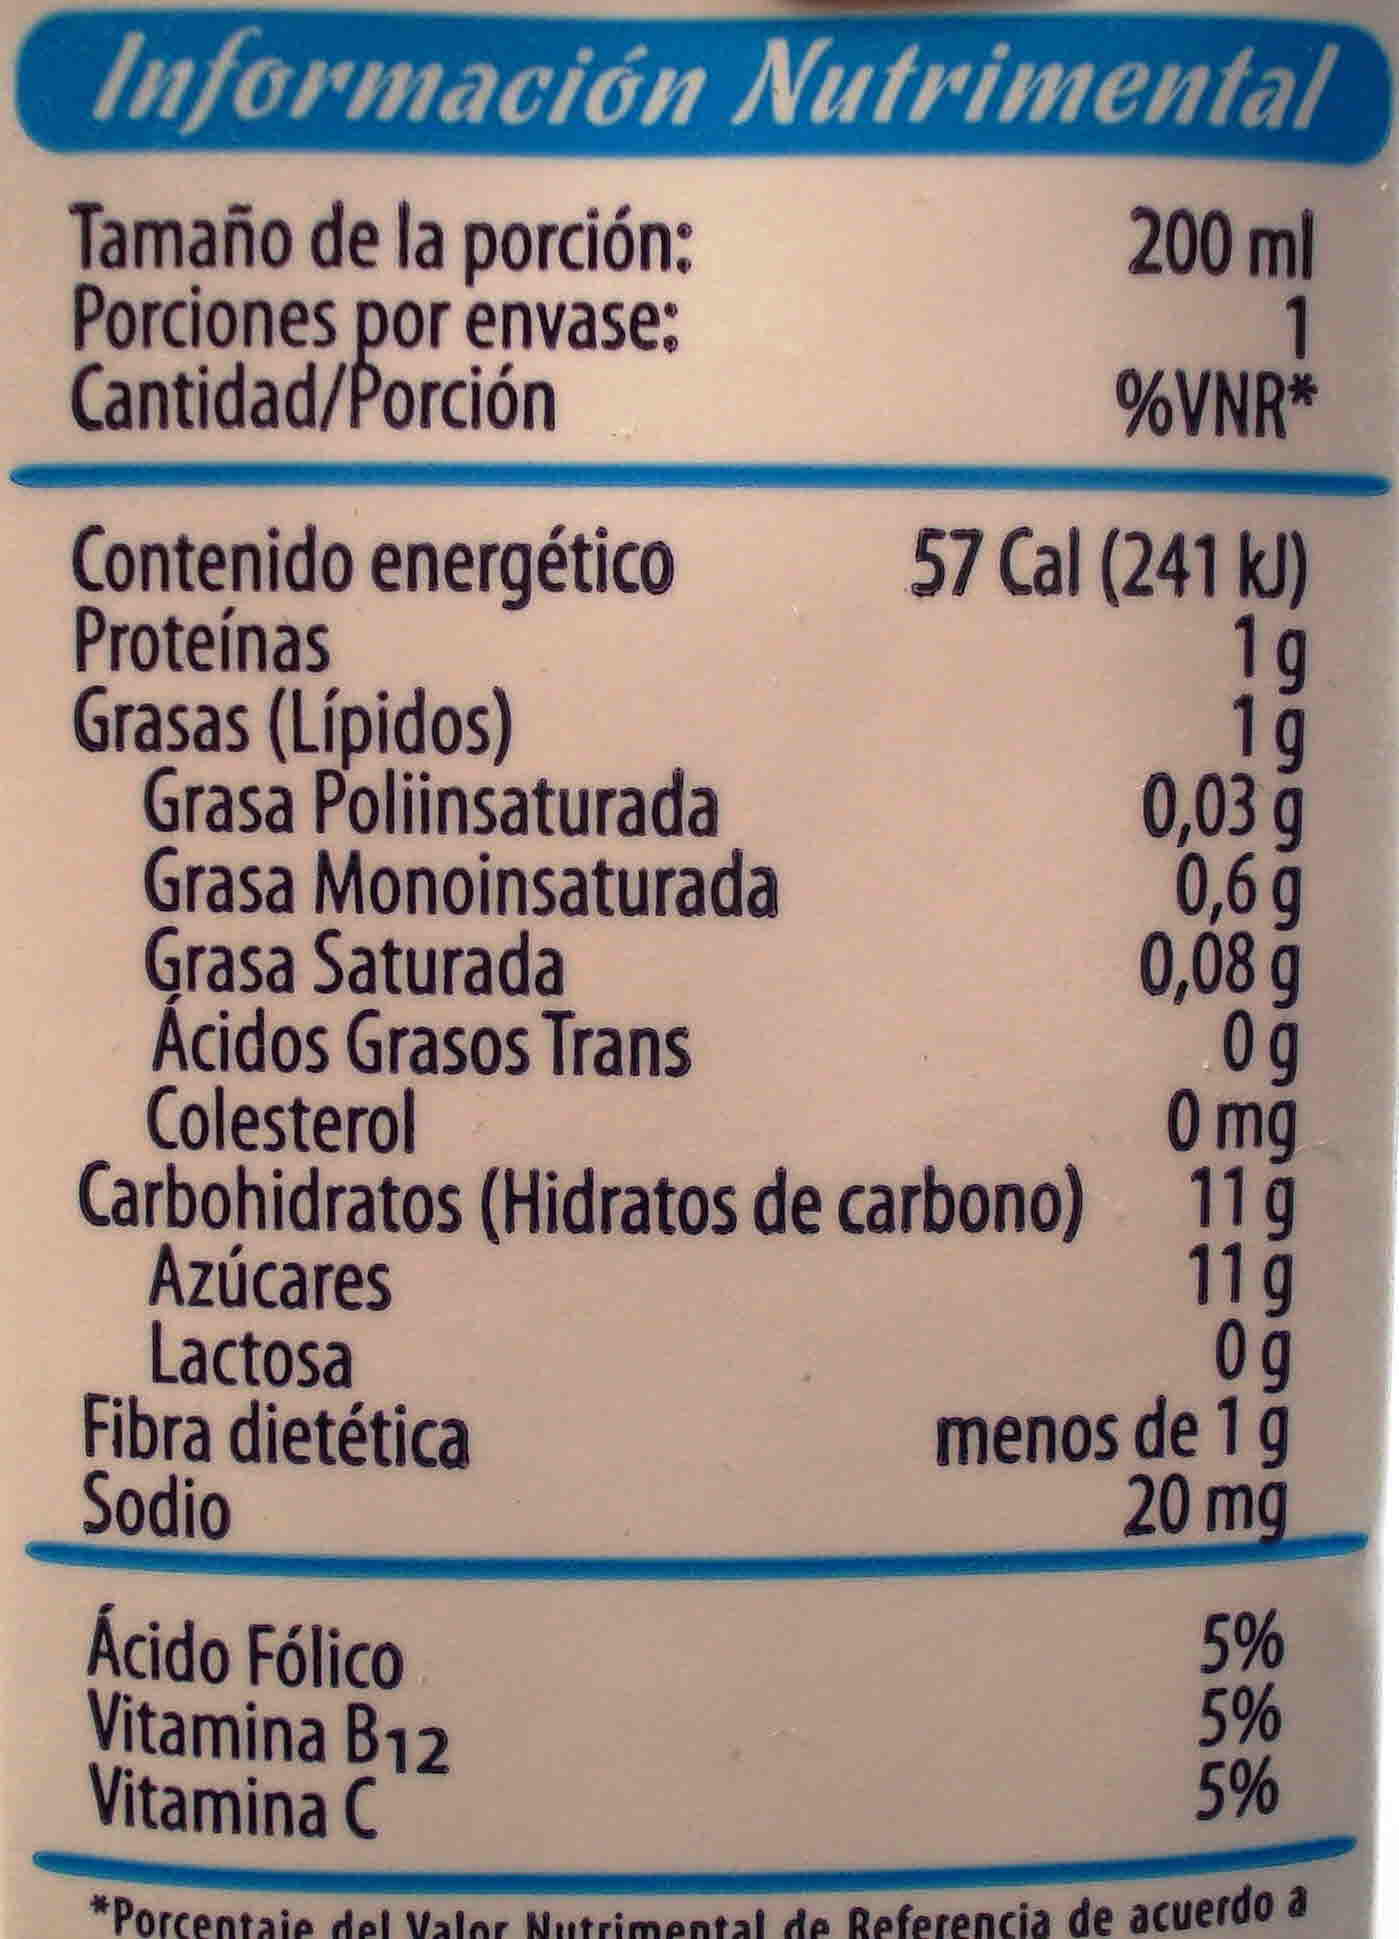 Información Nutrimental
Tamaño de la porción: 200 ml
Porciones por envase: 1
Cantidad/Porción %VNR*
Contenido energético 57 Cal (241 kJ)
Proteínas 1 g
Grasas (Lípidos) 1 g
Grasa Poliinsaturada 0,03 g
Grasa Monoinsaturada 0,6 g
Grasa Saturada 0,08 g
Ácidos Grasos Trans 0 g
Colesterol 0 mg
Carbohidratos (Hidratos de carbono) 11 g
Azúcares 11 g
Lactosa 0 g
Fibra dietética menos de 1 g
Sodio 20 mg
Ácido Fólico 5%
Vitamina B12 5%
Vitamina C 5%
*Porcentaje del Valor Nutrimental de Referencia de acuerdo a